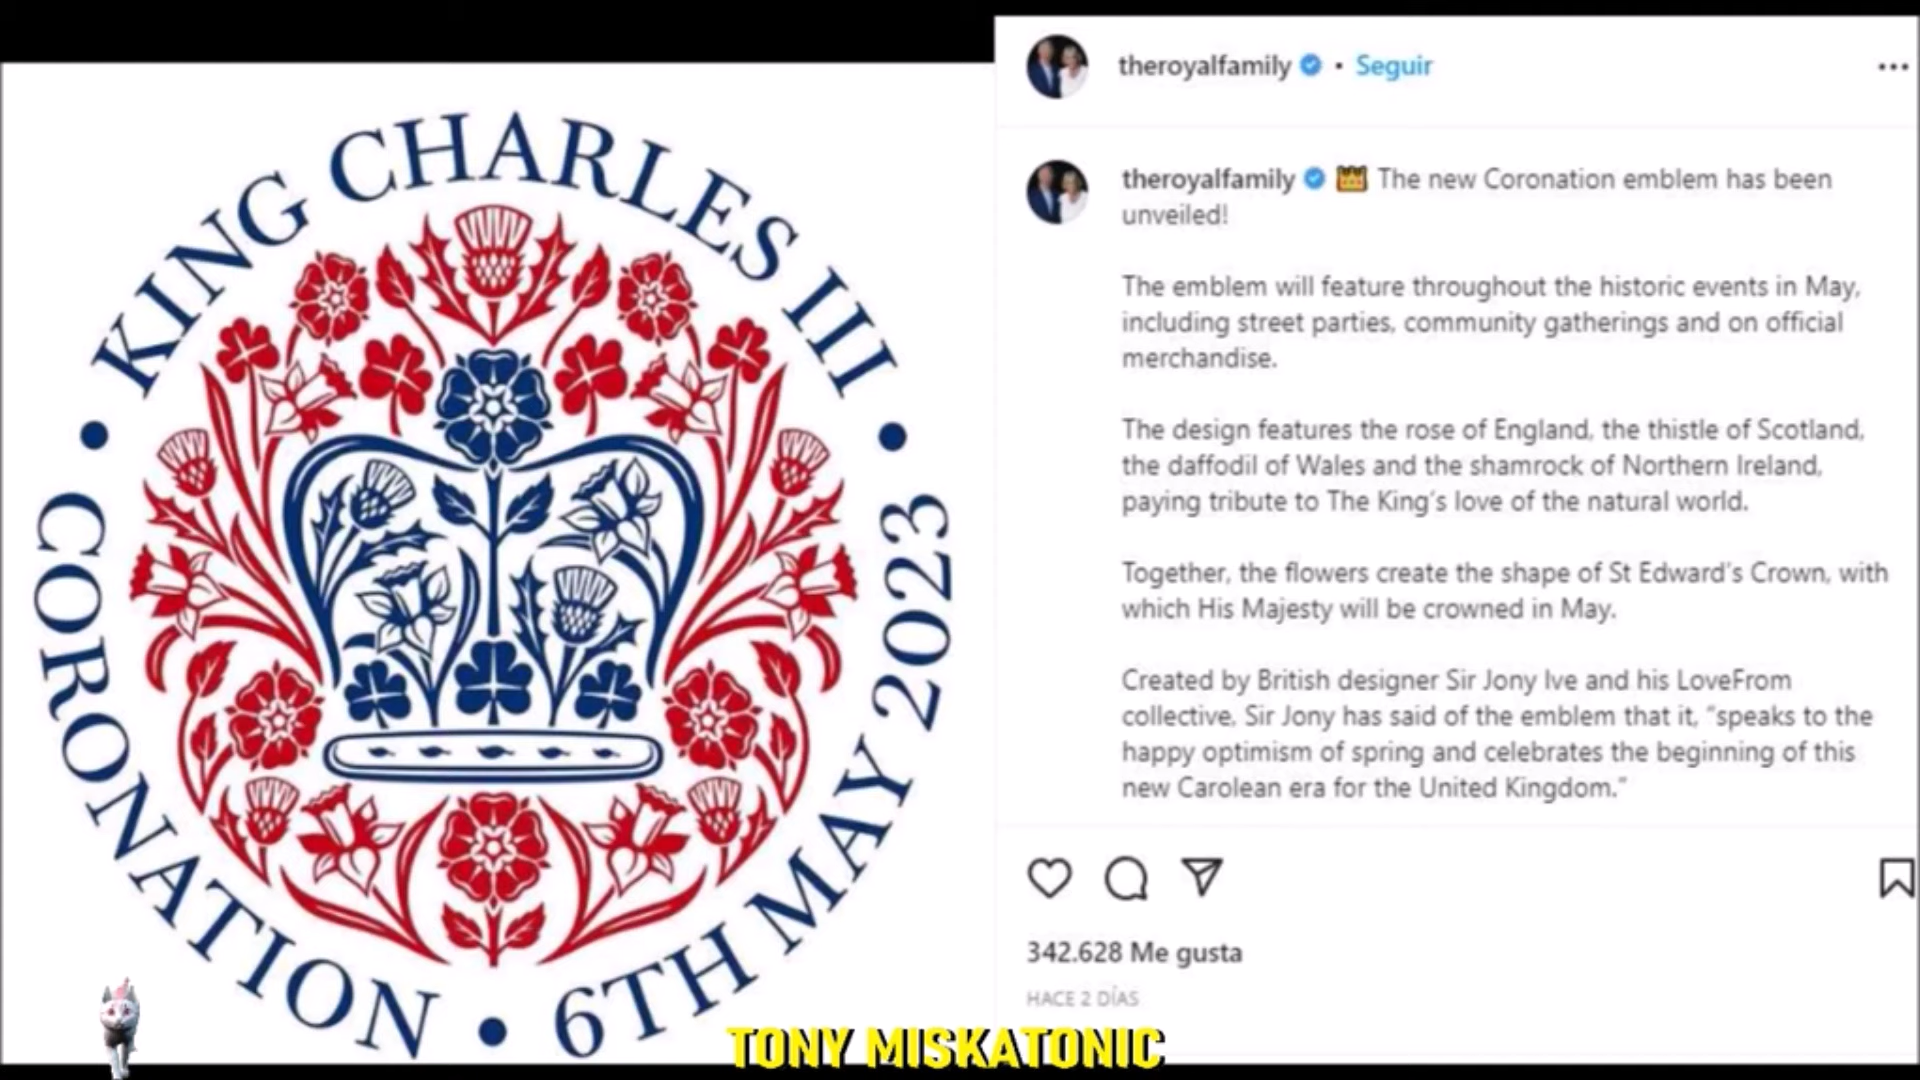 KING CHARLES III
CORONATION • 6TH MAY 2023
theroyalfamily • Seguir
theroyalfamily 👑 The new Coronation emblem has been
unveiled!
The emblem will feature throughout the historic events in May,
including street parties, community gatherings and on official
merchandise.
The design features the rose of England, the thistle of Scotland,
the daffodil of Wales and the shamrock of Northern Ireland,
paying tribute to The King's love of the natural world.
Together, the flowers create the shape of St Edward's Crown, with
which His Majesty will be crowned in May.
Created by British designer Sir Jony Ive and his LoveFrom
collective, Sir Jony has said of the emblem that it, "speaks to the
happy optimism of spring and celebrates the beginning of this
new Carolean era for the United Kingdom."
342.628 Me gusta
HACE 2 DÍAS
TONY MISKATONIC